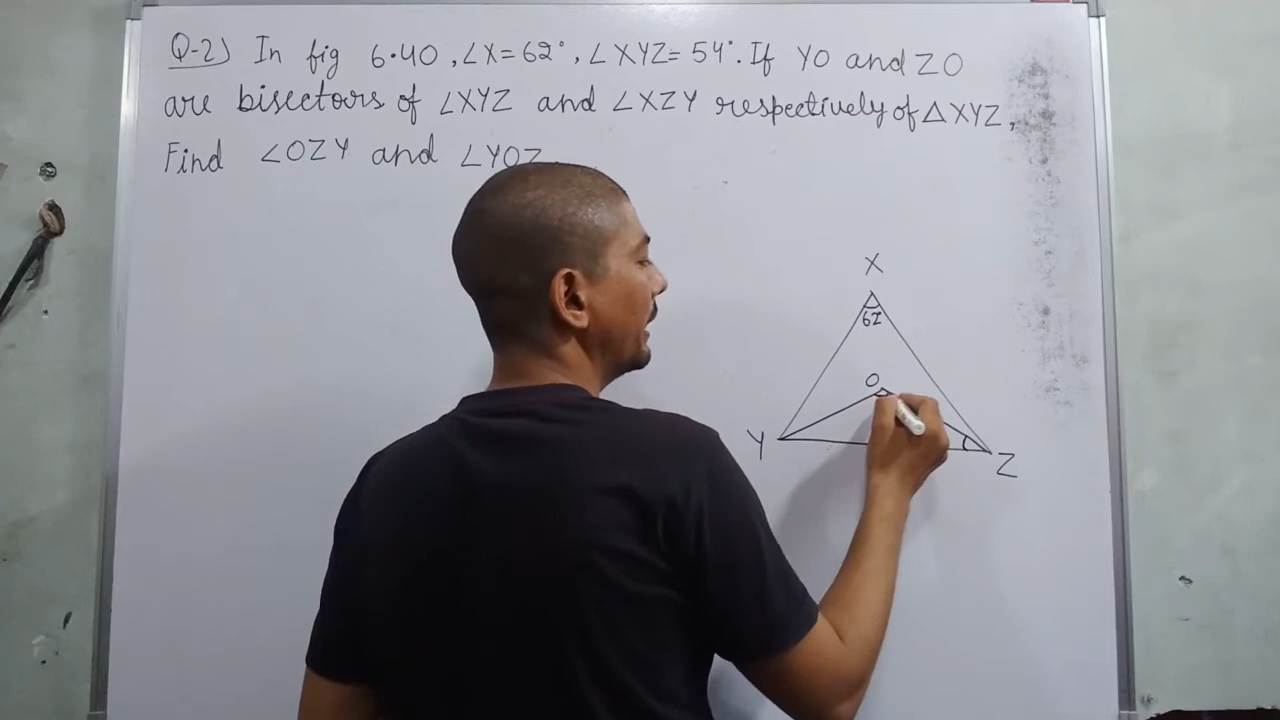 Q-2) In fig 6.40, ∠X=62°, ∠XYZ=54°. If YO and ZO
are bisectors of ∠XYZ and ∠XZY respectively of △XYZ,
Find ∠OZY and ∠YOZ
X
62
O
Y
Z